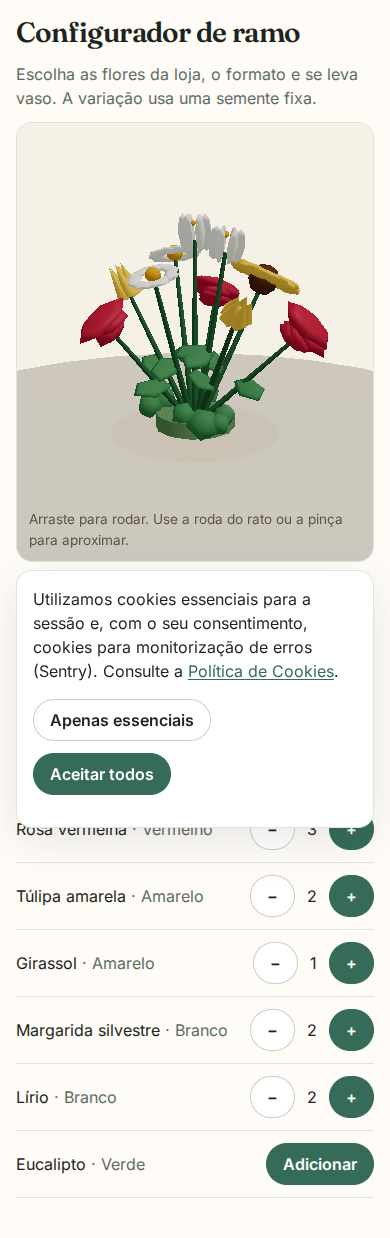 Configurador de ramo
Escolha as flores da loja, o formato e se leva
vaso. A variação usa uma semente fixa.
Arraste para rodar. Use a roda do rato ou a pinça
para aproximar.
Utilizamos cookies essenciais para a
sessão e, com o seu consentimento,
cookies para monitorização de erros
(Sentry). Consulte a Política de Cookies.
Apenas essenciais
Aceitar todos
Rosa vermelha · Vermelho − 3 +
Túlipa amarela · Amarelo − 2 +
Girassol · Amarelo − 1 +
Margarida silvestre · Branco − 2 +
Lírio · Branco − 2 +
Eucalipto · Verde Adicionar